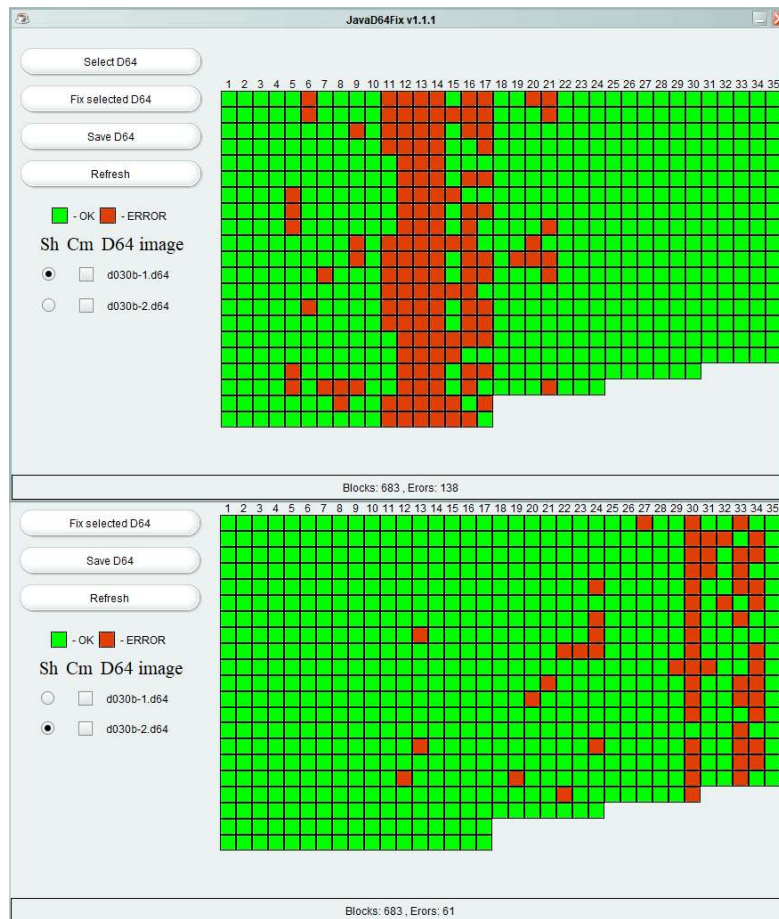 JavaD64Fix v1.1.1
Select D64
Fix selected D64
Save D64
Refresh
- OK - ERROR
Sh Cm D64 image
d030b-1.d64
d030b-2.d64
1 2 3 4 5 6 7 8 9 10 11 12 13 14 15 16 17 18 19 20 21 22 23 24 25 26 27 28 29 30 31 32 33 34 35
Blocks: 683 , Erors: 138
Fix selected D64
Save D64
Refresh
- OK - ERROR
Sh Cm D64 image
d030b-1.d64
d030b-2.d64
1 2 3 4 5 6 7 8 9 10 11 12 13 14 15 16 17 18 19 20 21 22 23 24 25 26 27 28 29 30 31 32 33 34 35
Blocks: 683 , Erors: 61